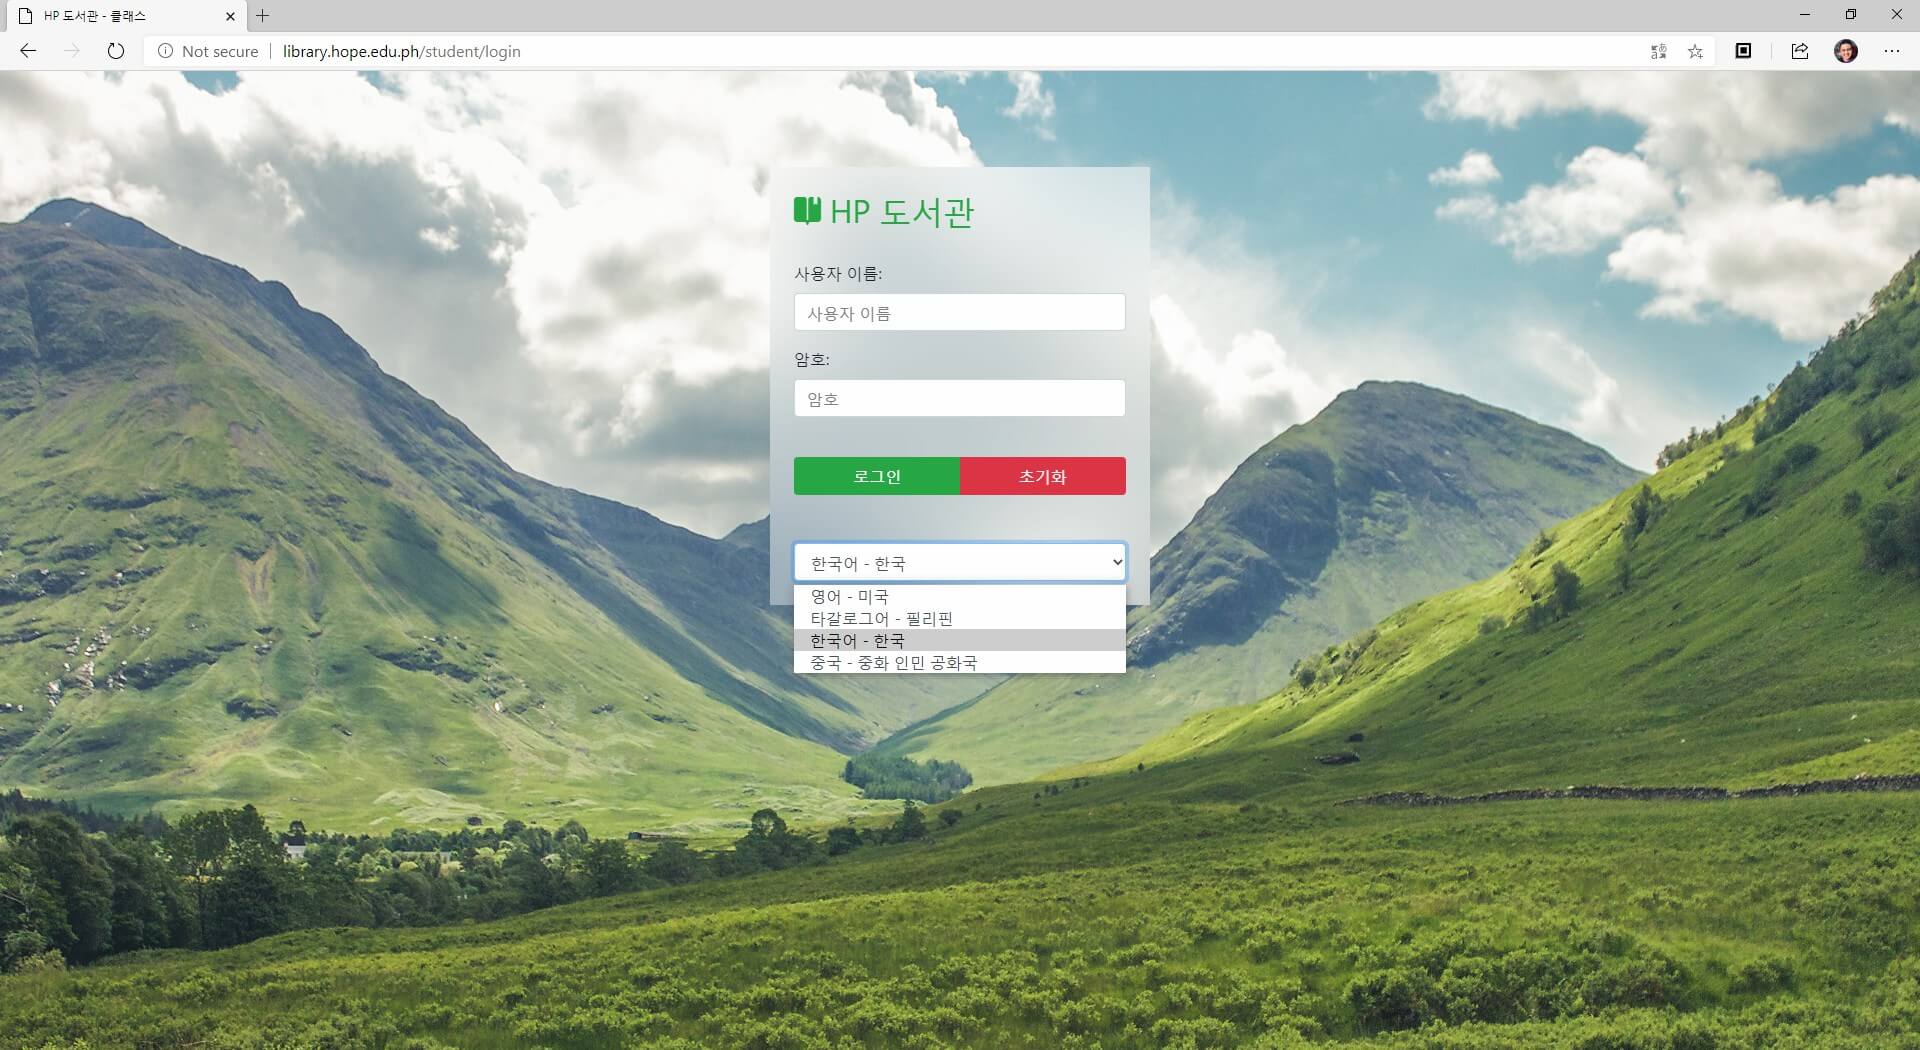 HP 도서관 - 클래스
Not secure
library.hope.edu.ph/student/login
HP 도서관
사용자 이름:
사용자 이름
암호:
암호
로그인
초기화
한국어 - 한국
영어 - 미국
타갈로그어 - 필리핀
한국어 - 한국
중국 - 중화 인민 공화국